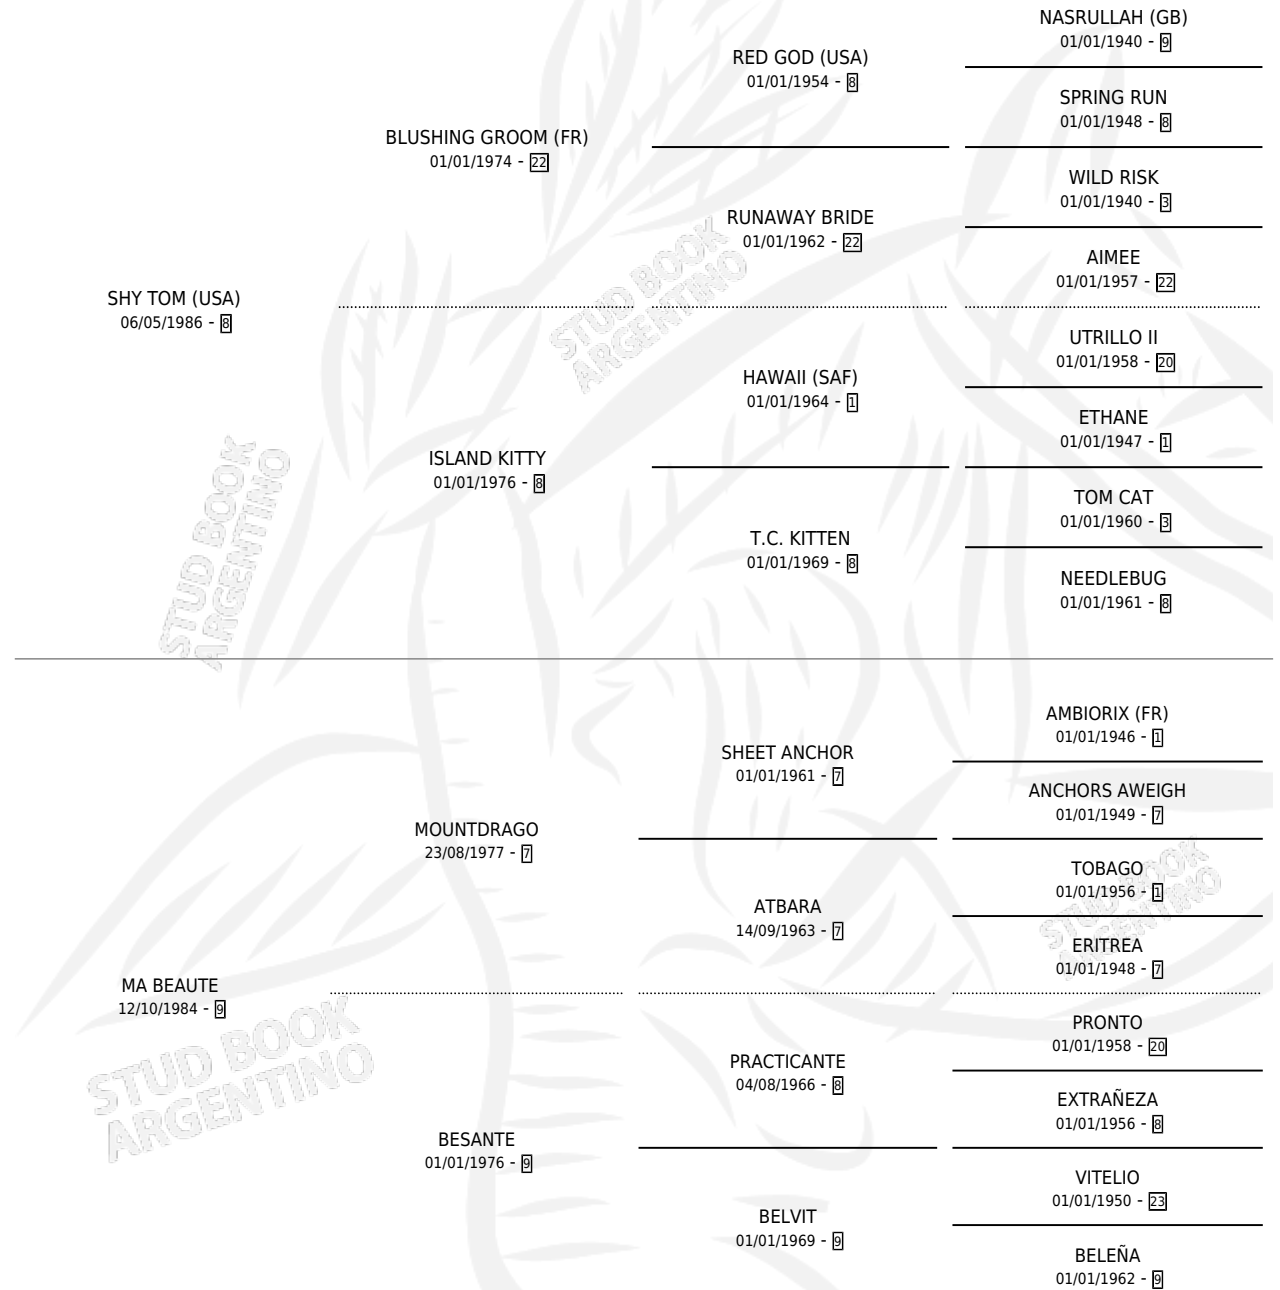 NASRULLAH (GB)
01/01/1940 - 9
RED GOD (USA)
01/01/1954 - 8
SPRING RUN
01/01/1948 - 8
BLUSHING GROOM (FR)
01/01/1974 - 22
WILD RISK
01/01/1940 - 3
RUNAWAY BRIDE
01/01/1962 - 22
AIMEE
01/01/1957 - 22
SHY TOM (USA)
06/05/1986 - 8
UTRILLO II
01/01/1958 - 20
HAWAII (SAF)
01/01/1964 - 1
ETHANE
01/01/1947 - 1
ISLAND KITTY
01/01/1976 - 8
TOM CAT
01/01/1960 - 3
T.C. KITTEN
01/01/1969 - 8
NEEDLEBUG
01/01/1961 - 8
AMBIORIX (FR)
01/01/1946 - 1
SHEET ANCHOR
01/01/1961 - 7
ANCHORS AWEIGH
01/01/1949 - 7
MOUNTDRAGO
23/08/1977 - 7
TOBAGO
01/01/1956 - 1
ATBARA
14/09/1963 - 7
ERITREA
01/01/1948 - 7
MA BEAUTE
12/10/1984 - 9
PRONTO
01/01/1958 - 20
PRACTICANTE
04/08/1966 - 8
EXTRAÑEZA
01/01/1956 - 8
BESANTE
01/01/1976 - 9
VITELIO
01/01/1950 - 23
BELVIT
01/01/1969 - 9
BELEÑA
01/01/1962 - 9
STUD BOOK
ARGENTINO
STUD BOOK
ARGENTINO
STUD BOOK
ARGENTINO
STUD BOOK
ARGENTINO